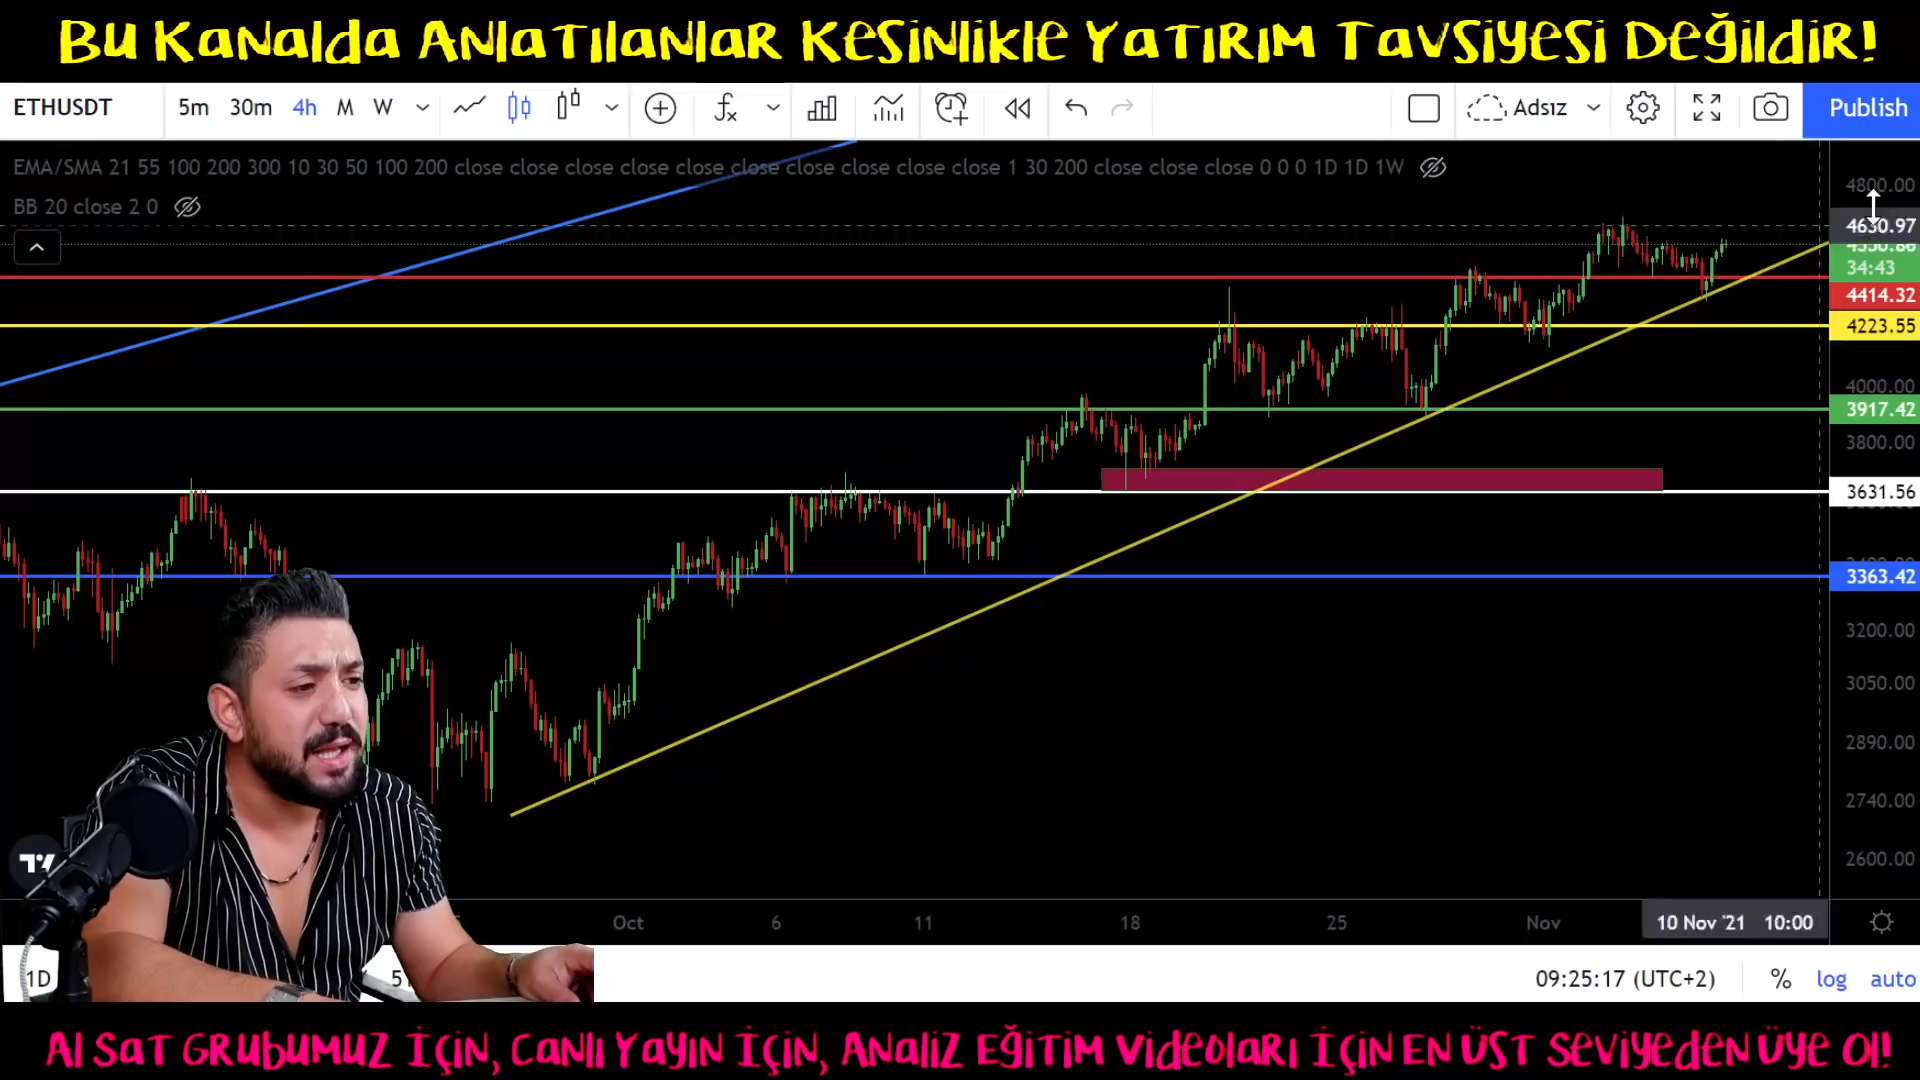 Bu Kanalda Anlatılanlar Kesinlikle Yatırım Tavsiyesi Değildir!
ETHUSDT 5m 30m 4h M W Adsız Publish
EMA/SMA 21 55 100 200 300 10 30 50 100 200 close close close close close close close close close close 1 30 200 close close close 0 0 0 1D 1D 1W
BB 20 close 2 0
4800.00
4630.97
34:43
4414.32
4223.55
4000.00
3917.42
3800.00
3631.56
3363.42
3200.00
3050.00
2890.00
2740.00
2600.00
Oct 6 11 18 25 Nov 10 Nov '21 10:00
1D 09:25:17 (UTC+2) % log auto
Al Sat Grubumuz İçin, Canlı Yayın İçin, Analiz Eğitim Videoları İçin En Üst Seviyeden Üye Ol!